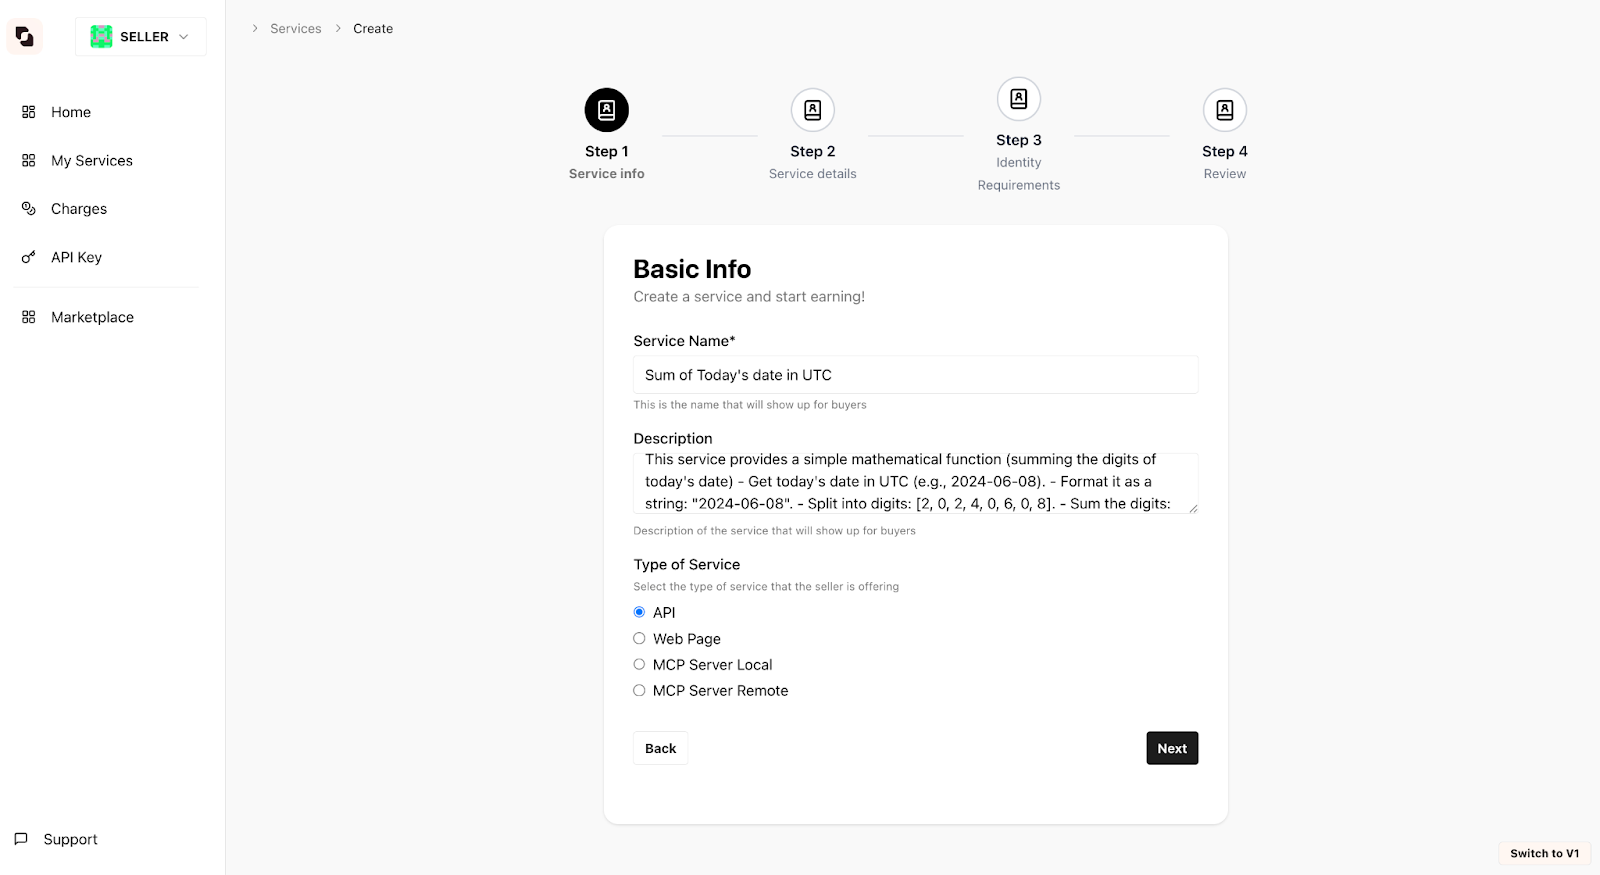 SELLER
Services
Create
Home
My Services
Charges
API Key
Marketplace
Support
Step 1
Service info
Step 2
Service details
Step 3
Identity
Requirements
Step 4
Review
Basic Info
Create a service and start earning!
Service Name*
Sum of Today's date in UTC
This is the name that will show up for buyers
Description
This service provides a simple mathematical function (summing the digits of
today's date) - Get today's date in UTC (e.g., 2024-06-08). - Format it as a
string: "2024-06-08". - Split into digits: [2, 0, 2, 4, 0, 6, 0, 8]. - Sum the digits:
Description of the service that will show up for buyers
Type of Service
Select the type of service that the seller is offering
API
Web Page
MCP Server Local
MCP Server Remote
Back
Next
Switch to V1